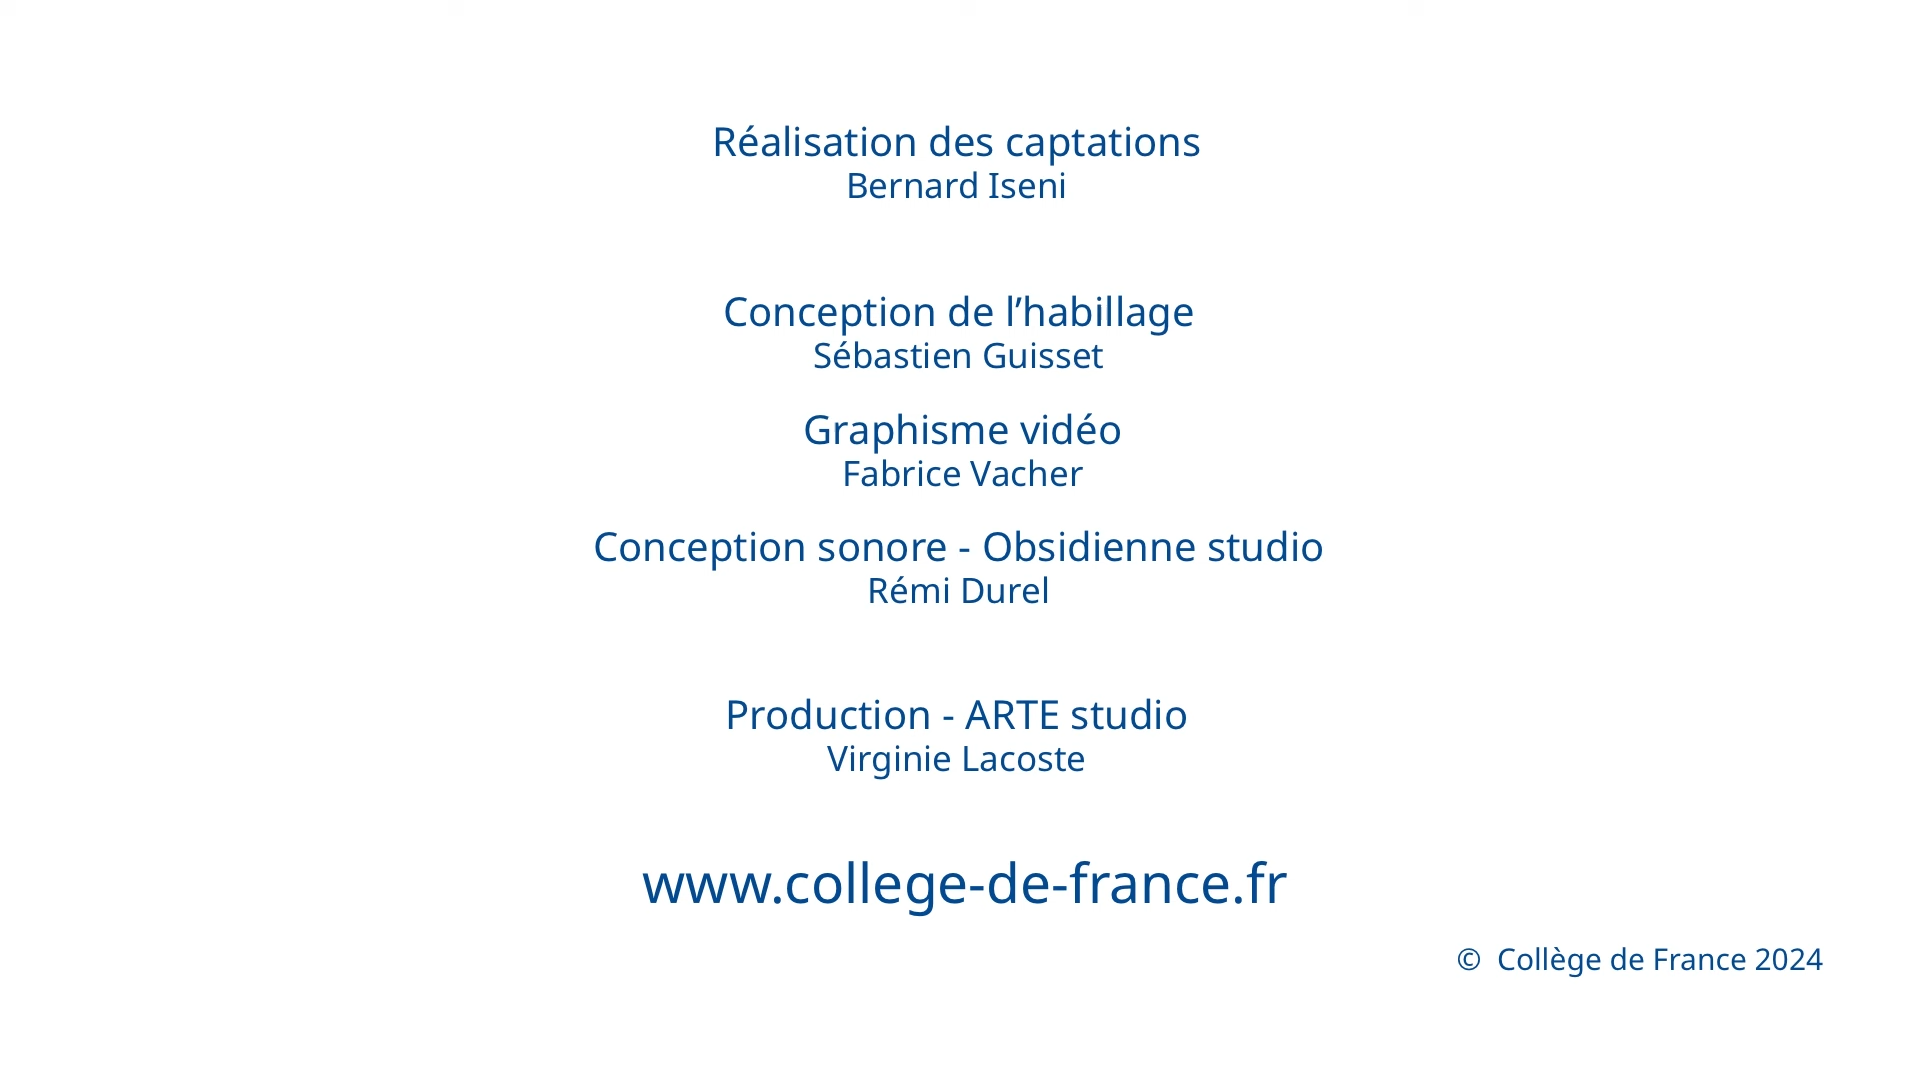 Réalisation des captations
Bernard Iseni
Conception de l’habillage
Sébastien Guisset
Graphisme vidéo
Fabrice Vacher
Conception sonore - Obsidienne studio
Rémi Durel
Production - ARTE studio
Virginie Lacoste
www.college-de-france.fr
© Collège de France 2024